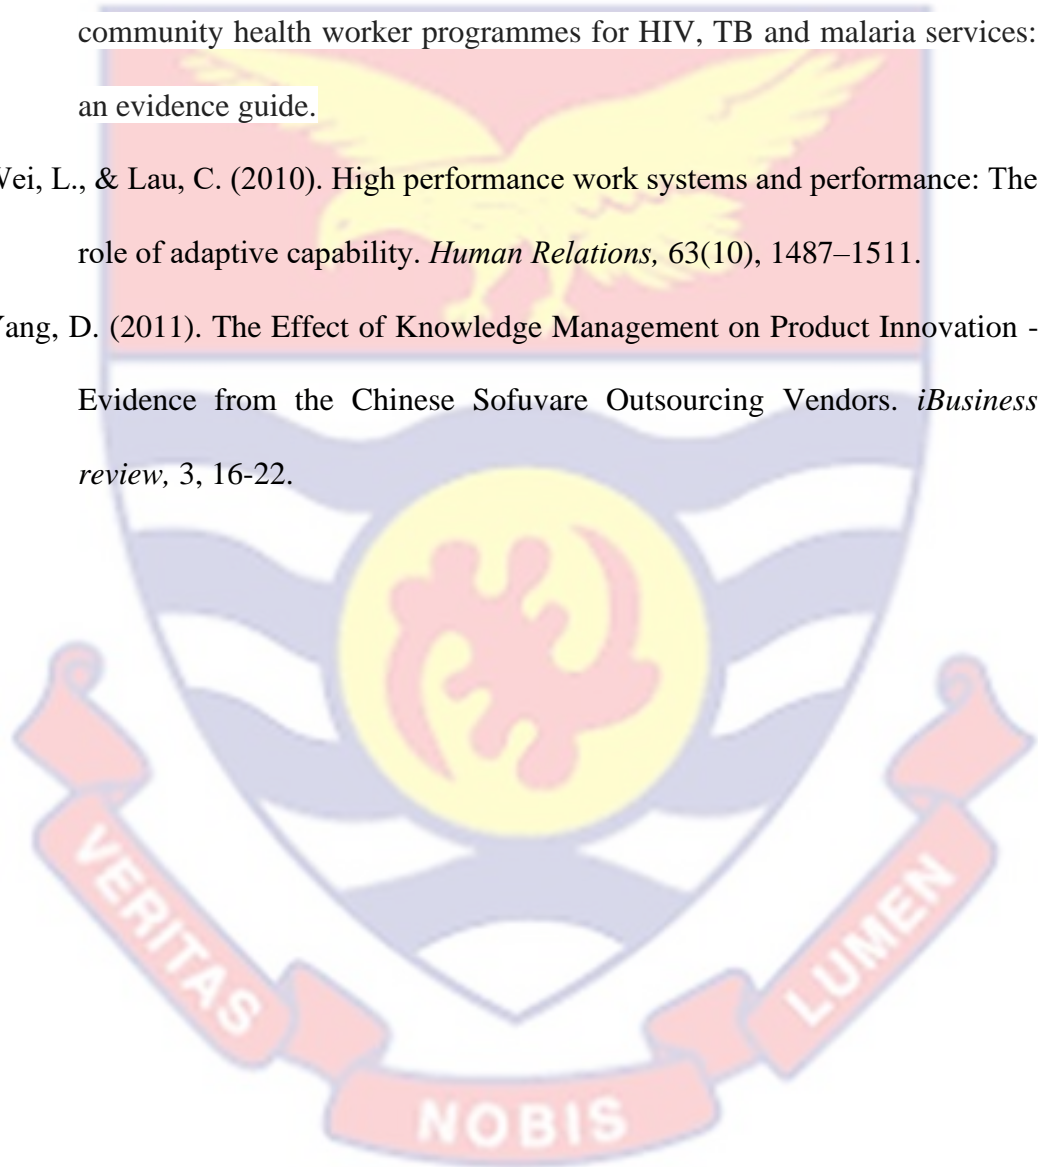 community health worker programmes for HIV, TB and malaria services:
an evidence guide.
Wei, L., & Lau, C. (2010). High performance work systems and performance: The
role of adaptive capability. Human Relations, 63(10), 1487–1511.
Yang, D. (2011). The Effect of Knowledge Management on Product Innovation -
Evidence from the Chinese Sofuvare Outsourcing Vendors. iBusiness
review, 3, 16-22.
VERITAS
NOBIS
LUMEN